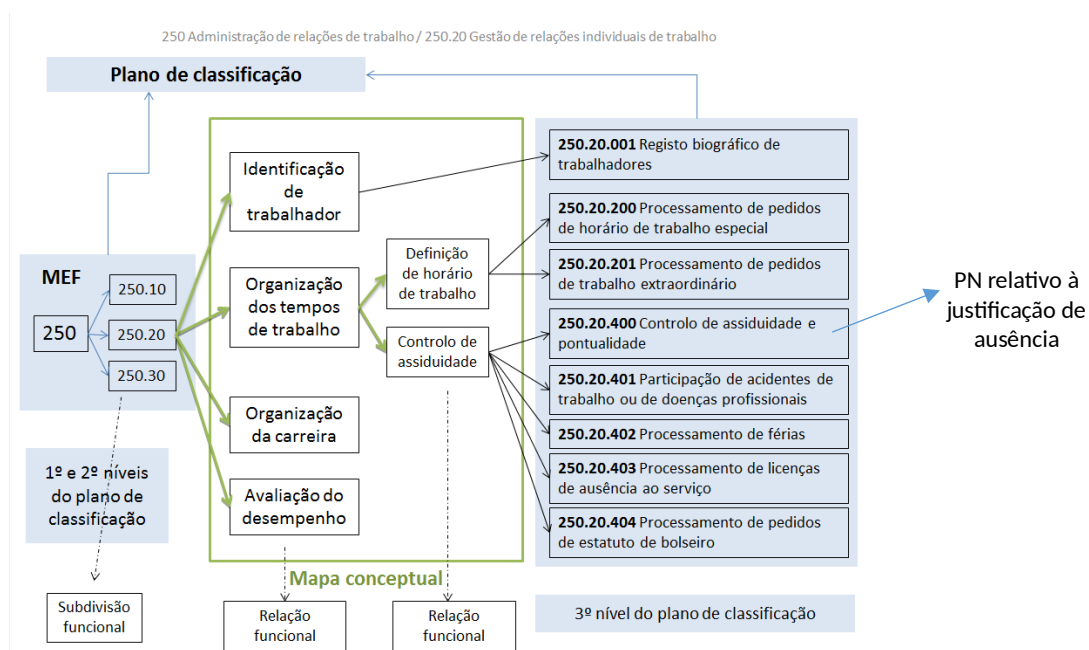 250 Administração de relações de trabalho / 250.20 Gestão de relações individuais de trabalho
Plano de classificação
MEF
250
250.10
250.20
250.30
1º e 2º níveis
do plano de
classificação
Subdivisão
funcional
Identificação
de
trabalhador
Organização
dos tempos
de trabalho
Organização
da carreira
Avaliação do
desempenho
Definição
de horário
de trabalho
Controlo de
assiduidade
Mapa conceptual
Relação
funcional
Relação
funcional
250.20.001 Registo biográfico de
trabalhadores
250.20.200 Processamento de pedidos
de horário de trabalho especial
250.20.201 Processamento de pedidos
de trabalho extraordinário
250.20.400 Controlo de assiduidade e
pontualidade
250.20.401 Participação de acidentes de
trabalho ou de doenças profissionais
250.20.402 Processamento de férias
250.20.403 Processamento de licenças
de ausência ao serviço
250.20.404 Processamento de pedidos
de estatuto de bolseiro
3º nível do plano de classificação
PN relativo à
justificação de
ausência